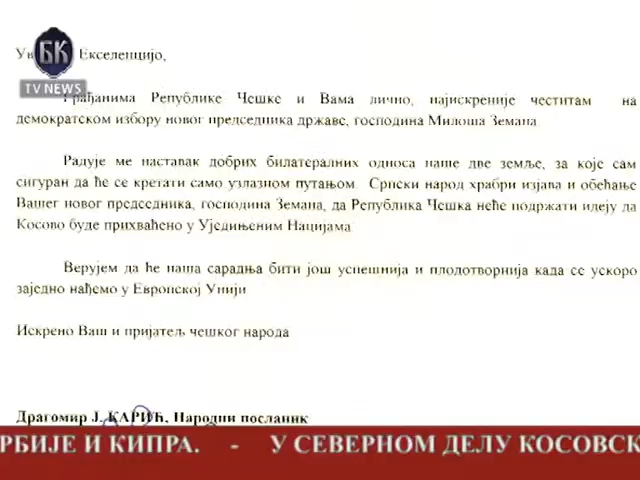 БК
TV NEWS
Екселенцијо,
Грађанима Републике Чешке и Вама лично, најискреније честитам на
демократском избору новог председника државе, господина Милоша Земана
Радује ме наставак добрих билатералних односа наше две земље, за које сам
сигуран да ће се кретати само узлазном путањом. Српски народ храбри изјава и обећање
Вашег новог председника, господина Земана, да Република Чешка неће подржати идеју да
Косово буде прихваћено у Уједињеним Нацијама
Верујем да ће наша сарадња бити још успешнија и плодотворнија када се ускоро
заједно нађемо у Европској Унији
Искрено Ваш и пријатељ чешког народа
Драгомир Ј. КАРИЋ, Народни посланик
РБИЈЕ И КИПРА. - У СЕВЕРНОМ ДЕЛУ КОСОВСК